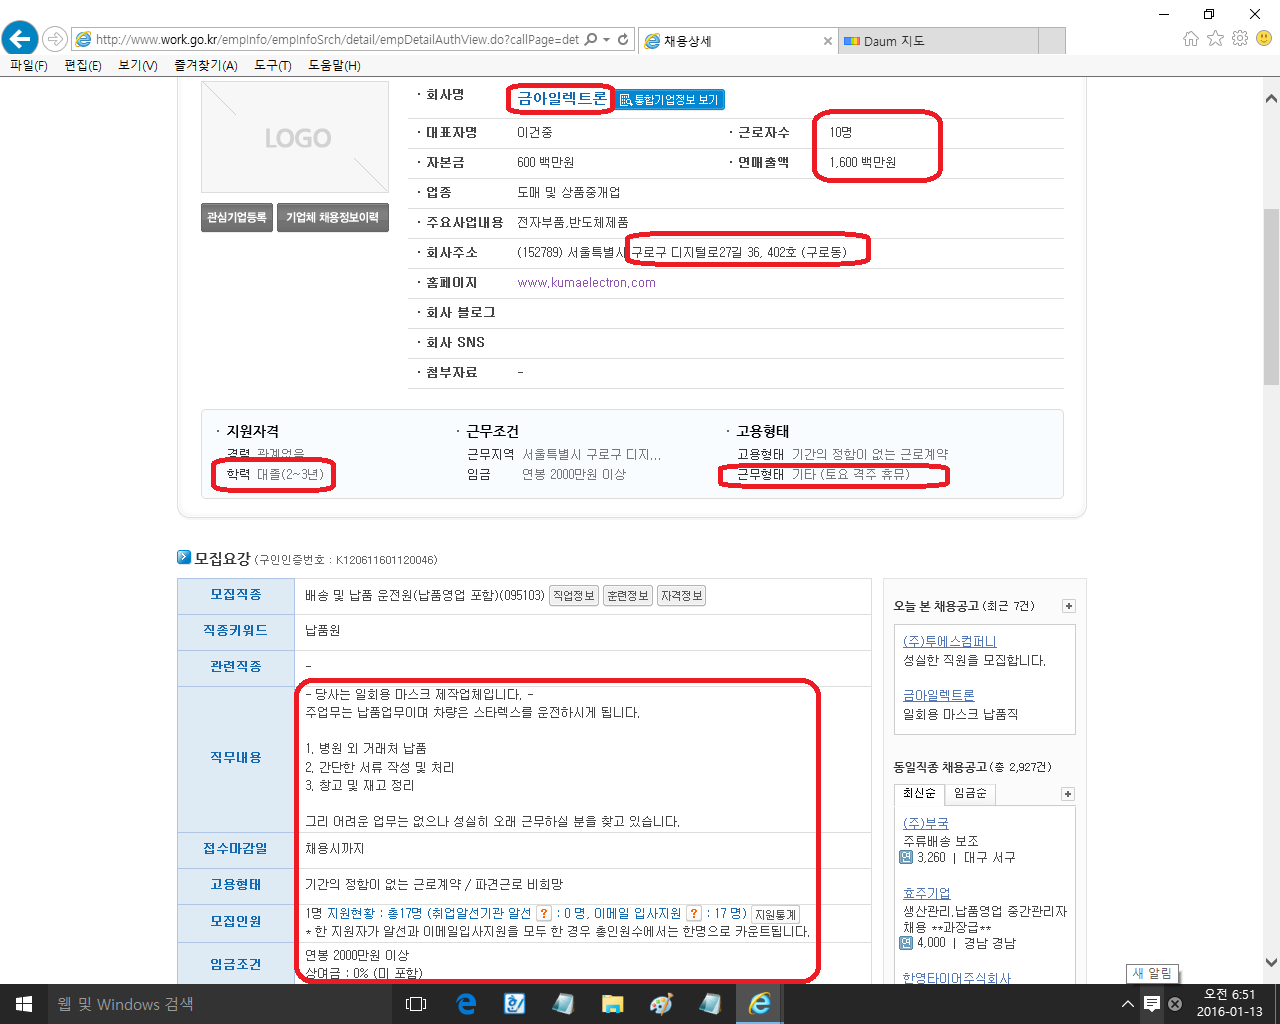 http://www.work.go.kr/empInfo/empInfoSrch/detail/empDetailAuthView.do?callPage=det
채용상세
Daum 지도
파일(F) 편집(E) 보기(V) 즐겨찾기(A) 도구(T) 도움말(H)
LOGO
관심기업등록 기업체 채용정보이력
· 회사명 금아일렉트론 통합기업정보 보기
· 대표자명 이건중 · 근로자수 10명
· 자본금 600 백만원 · 연매출액 1,600 백만원
· 업종 도매 및 상품중개업
· 주요사업내용 전자부품,반도체제품
· 회사주소 (152789) 서울특별시 구로구 디지털로27길 36, 402호 (구로동)
· 홈페이지 www.kumaelectron.com
· 회사 블로그
· 회사 SNS
· 첨부자료 -
· 지원자격 · 근무조건 · 고용형태
경력 관계없음 근무지역 서울특별시 구로구 디지... 고용형태 기간의 정함이 없는 근로계약
학력 대졸(2~3년) 임금 연봉 2000만원 이상 근무형태 기타 (토요 격주 휴뮤)
모집요강 (구인인증번호 : K120611601120046)
모집직종 배송 및 납품 운전원(납품영업 포함)(095103) 직업정보 훈련정보 자격정보
직종키워드 납품원
관련직종 -
직무내용
- 당사는 일회용 마스크 제작업체입니다. -
주업무는 납품업무이며 차량은 스타렉스를 운전하시게 됩니다.
1. 병원 외 거래처 납품
2. 간단한 서류 작성 및 처리
3. 창고 및 재고 정리
그리 어려운 업무는 없으나 성실히 오래 근무하실 분을 찾고 있습니다.
접수마감일 채용시까지
고용형태 기간의 정함이 없는 근로계약 / 파견근로 비희망
모집인원 1명 지원현황 : 총17명 (취업알선기관 알선 ? : 0 명, 이메일 입사지원 ? : 17 명) 지원통계
* 한 지원자가 알선과 이메일입사지원을 모두 한 경우 총인원수에서는 한명으로 카운트됩니다.
임금조건 연봉 2000만원 이상
상여금 : 0% (미 포함)
오늘 본 채용공고 (최근 7건) +
(주)투에스컴퍼니
성실한 직원을 모집합니다.
금아일렉트론
일회용 마스크 납품직
동일직종 채용공고 (총 2,927건)
최신순 임금순 +
(주)부국
주류배송 보조
연 3,260 | 대구 서구
효주기업
생산관리,납품영업 중간관리자
채용 **과장급**
연 4,000 | 경남 경남
한영타이어주식회사
새 알림
웹 및 Windows 검색
오전 6:51
2016-01-13